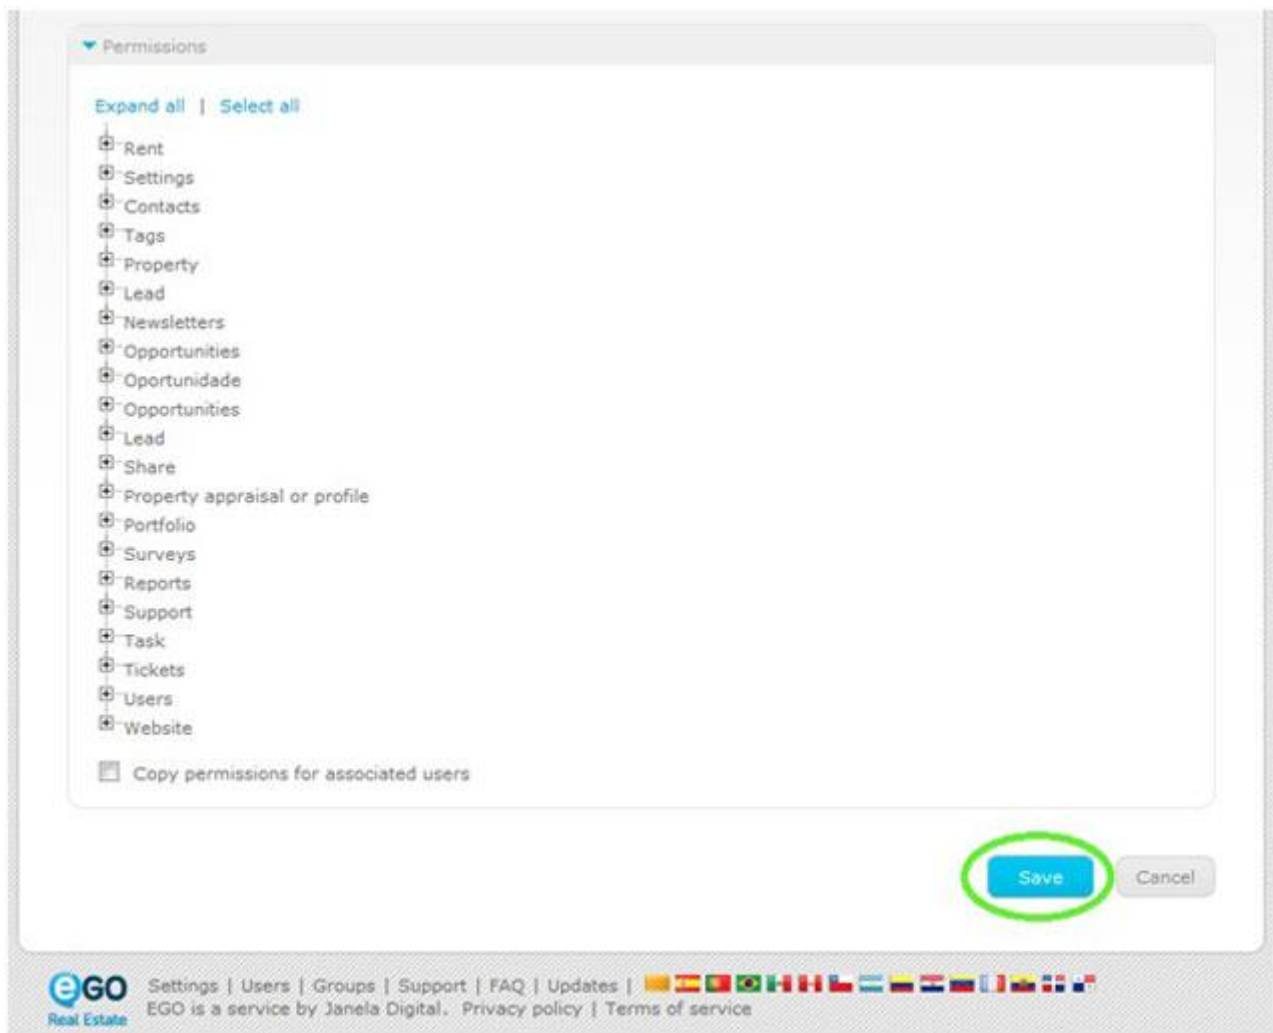 Permissions
Expand all | Select all
Rent
Settings
Contacts
Tags
Property
Lead
Newsletters
Opportunities
Oportunidade
Opportunities
Lead
Share
Property appraisal or profile
Portfolio
Surveys
Reports
Support
Task
Tickets
Users
Website
Copy permissions for associated users
Save Cancel
eGO Settings | Users | Groups | Support | FAQ | Updates |
Real Estate EGO is a service by Janela Digital. Privacy policy | Terms of service